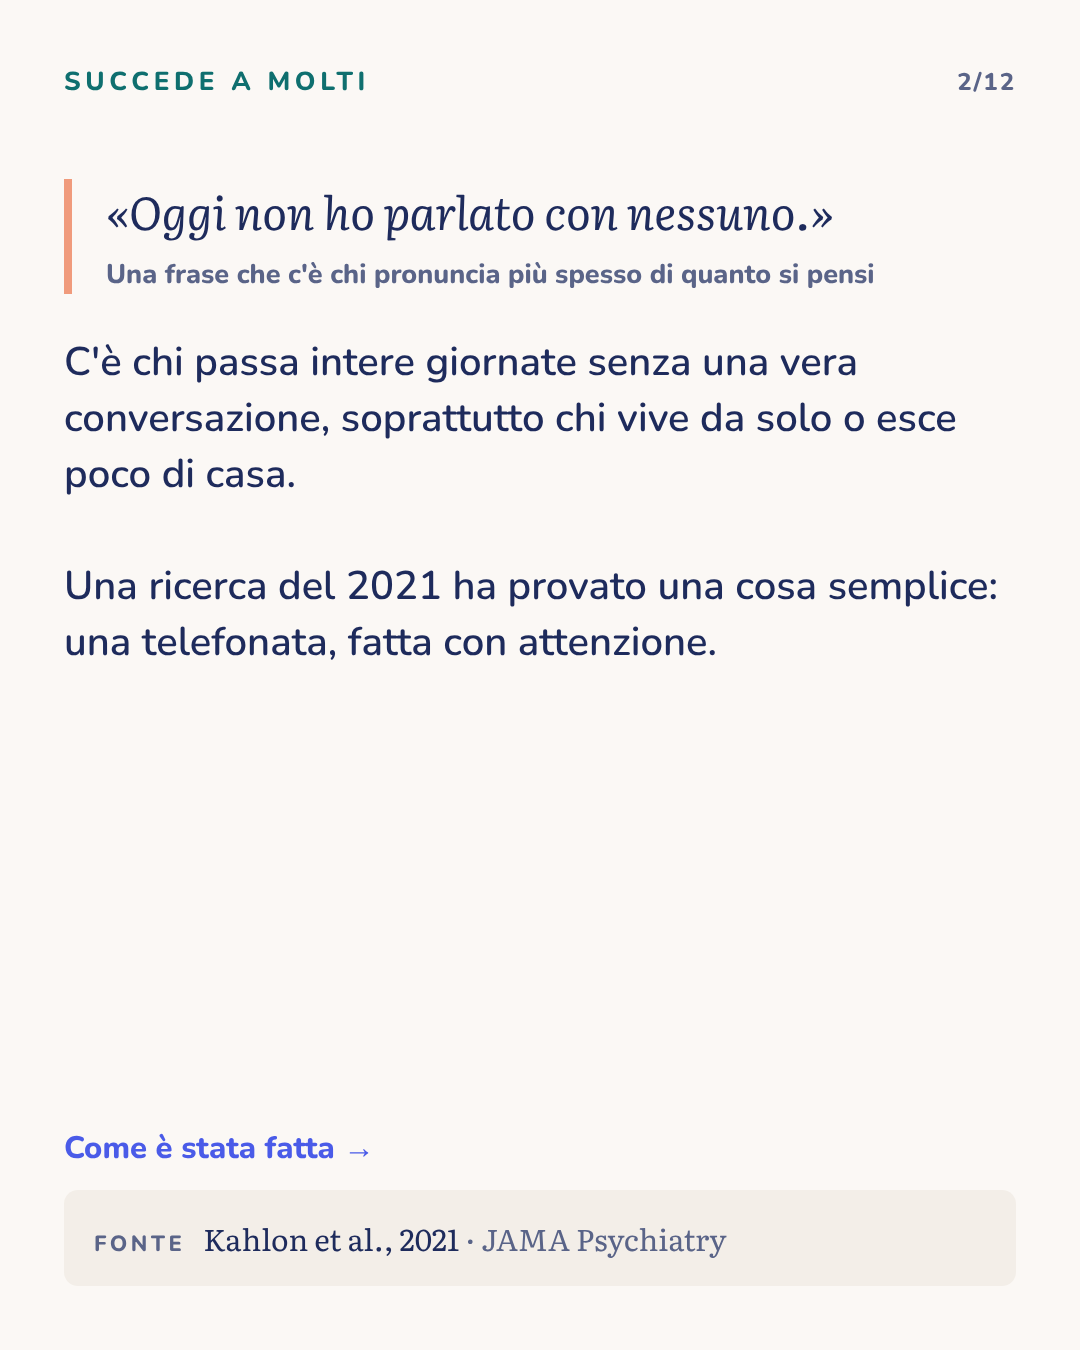 SUCCEDE A MOLTI
2/12
«Oggi non ho parlato con nessuno.»
Una frase che c'è chi pronuncia più spesso di quanto si pensi
C'è chi passa intere giornate senza una vera
conversazione, soprattutto chi vive da solo o esce
poco di casa.
Una ricerca del 2021 ha provato una cosa semplice:
una telefonata, fatta con attenzione.
Come è stata fatta →
FONTE Kahlon et al., 2021 · JAMA Psychiatry